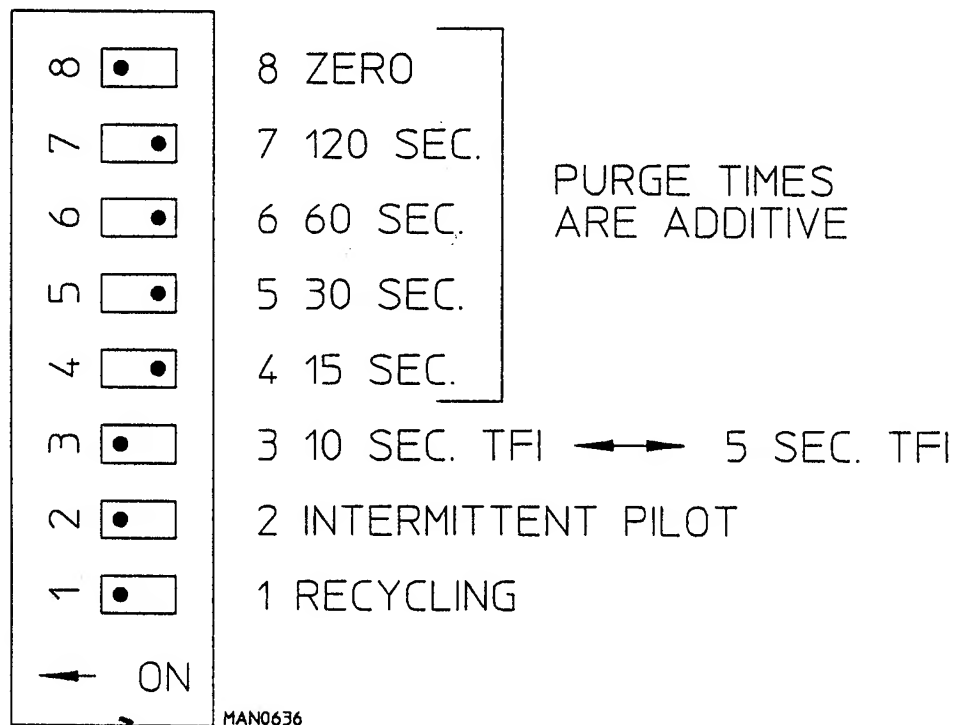 8 8 ZERO
7 7 120 SEC.
6 6 60 SEC.
PURGE TIMES
ARE ADDITIVE
5 5 30 SEC.
4 4 15 SEC.
3 3 10 SEC. TFI 5 SEC. TFI
2 2 INTERMITTENT PILOT
1 1 RECYCLING
ON
MAN0636